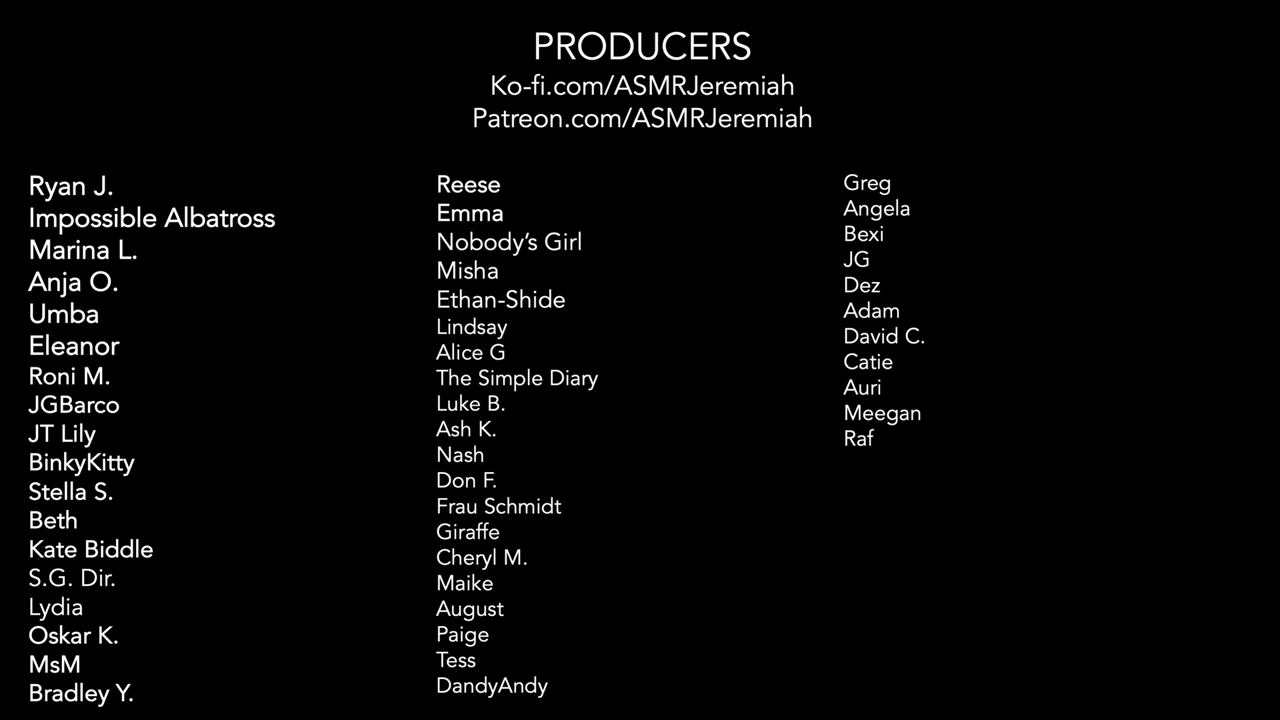 PRODUCERS
Ko-fi.com/ASMRJeremiah
Patreon.com/ASMRJeremiah
Ryan J.
Impossible Albatross
Marina L.
Anja O.
Umba
Eleanor
Roni M.
JGBarco
JT Lily
BinkyKitty
Stella S.
Beth
Kate Biddle
S.G. Dir.
Lydia
Oskar K.
MsM
Bradley Y.
Reese
Emma
Nobody’s Girl
Misha
Ethan-Shide
Lindsay
Alice G
The Simple Diary
Luke B.
Ash K.
Nash
Don F.
Frau Schmidt
Giraffe
Cheryl M.
Maike
August
Paige
Tess
DandyAndy
Greg
Angela
Bexi
JG
Dez
Adam
David C.
Catie
Auri
Meegan
Raf